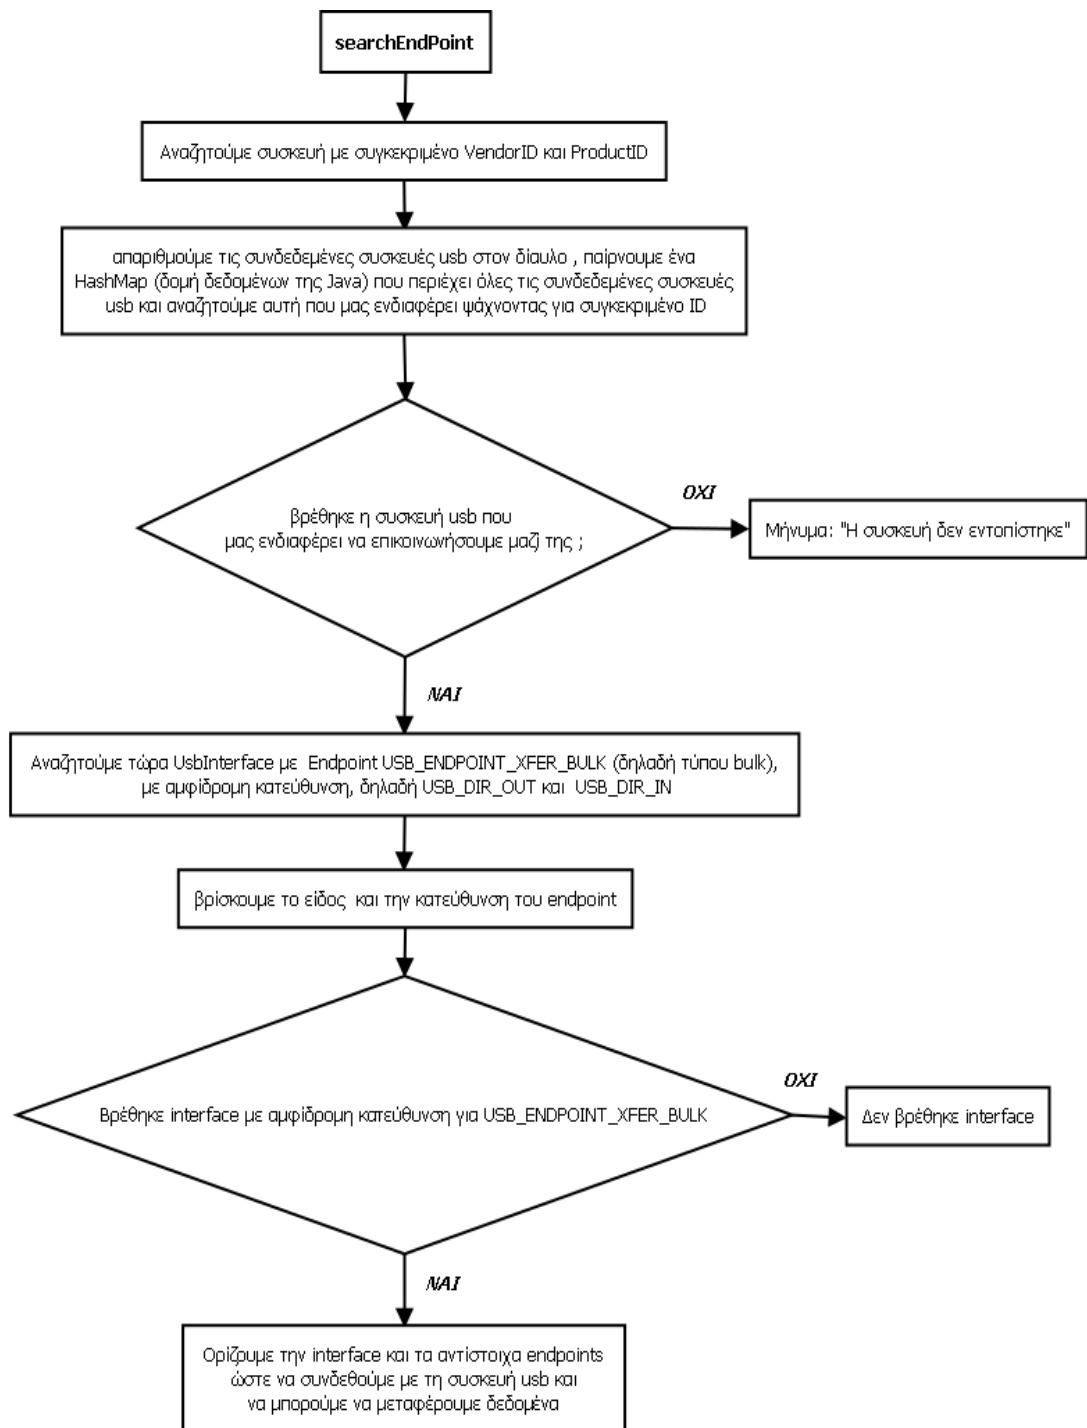 searchEndPoint
Αναζητούμε συσκευή με συγκεκριμένο VendorID και ProductID
απαριθμούμε τις συνδεδεμένες συσκευές usb στον δίαυλο , παίρνουμε ένα
HashMap (δομή δεδομένων της Java) που περιέχει όλες τις συνδεδεμένες συσκευές
usb και αναζητούμε αυτή που μας ενδιαφέρει ψάχνοντας για συγκεκριμένο ID
ΟΧΙ
βρέθηκε η συσκευή usb που
μας ενδιαφέρει να επικοινωνήσουμε μαζί της ;
Μήνυμα: "Η συσκευή δεν εντοπίστηκε"
ΝΑΙ
Αναζητούμε τώρα UsbInterface με Endpoint USB_ENDPOINT_XFER_BULK (δηλαδή τύπου bulk),
με αμφίδρομη κατεύθυνση, δηλαδή USB_DIR_OUT και USB_DIR_IN
βρίσκουμε το είδος και την κατεύθυνση του endpoint
ΟΧΙ
Βρέθηκε interface με αμφίδρομη κατεύθυνση για USB_ENDPOINT_XFER_BULK
Δεν βρέθηκε interface
ΝΑΙ
Ορίζουμε την interface και τα αντίστοιχα endpoints
ώστε να συνδεθούμε με τη συσκευή usb και
να μπορούμε να μεταφέρουμε δεδομένα